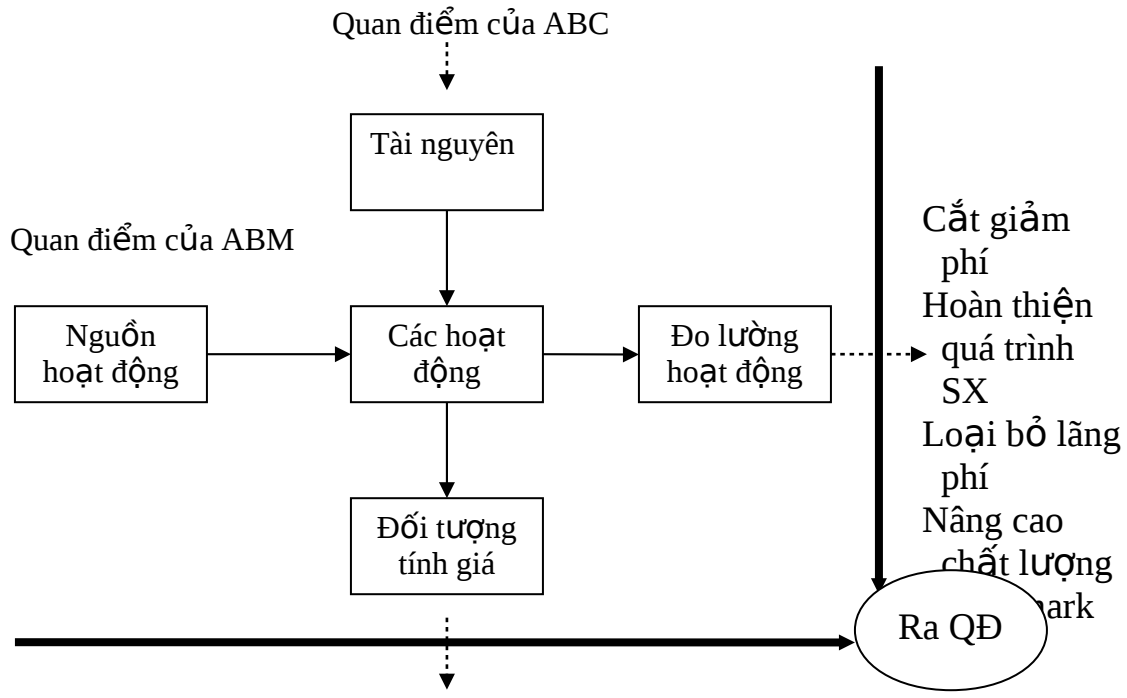 Quan điểm của ABC
Tài nguyên
Quan điểm của ABM
Nguồn
hoạt động
Các hoạt
động
Đo lường
hoạt động
Đối tượng
tính giá
Cắt giảm
phí
Hoàn thiện
quá trình
SX
Loại bỏ lãng
phí
Nâng cao
chất lượng
Ra QĐ